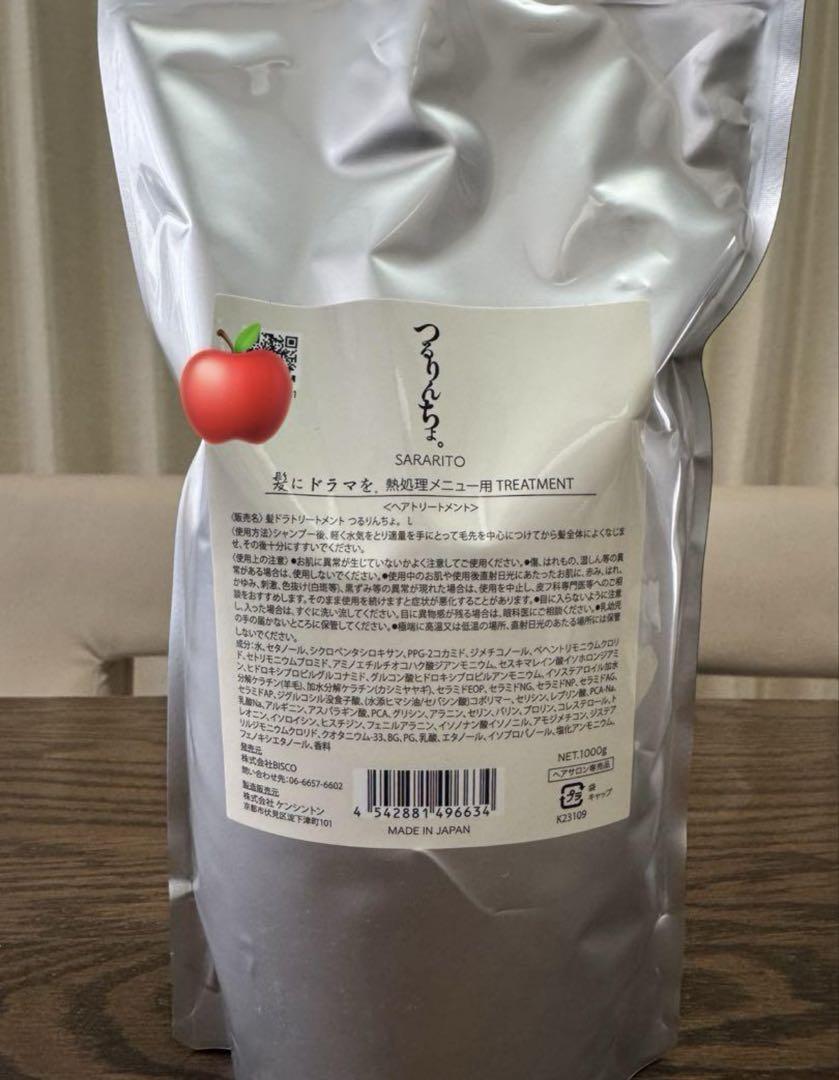 つるりんちょ。
SARARITO
髪にドラマを。熱処理メニュー用 TREATMENT
<ヘアトリートメント>
〈販売名〉髪ドラトリートメント つるりんちょ。 L
〈使用方法〉シャンプー後、軽く水気をとり適量を手にとって毛先を中心につけてから髪全体によくなじま
せ、その後十分にすすいでください。
〈使用上の注意〉●お肌に異常が生じていないかよく注意してご使用ください。●傷、はれもの、湿しん等の異
常がある場合は、使用しないでください。●使用中のお肌や使用後直射日光にあたったお肌に、赤み、はれ、
かゆみ、刺激、色抜け(白斑等)、黒ずみ等の異常が現れた場合は、使用を中止し、皮フ科専門医等へのご相
談をおすすめします。そのまま使用を続けますと症状が悪化することがあります。●目に入らないように注意
し、入った場合は、すぐに洗い流してください。目に異物感が残る場合は、眼科医にご相談ください。●乳幼児
の手の届かないところに保管してください。●極端に高温又は低温の場所、直射日光のあたる場所には保管
しないでください。
成分:水、セタノール、シクロペンタシロキサン、PPG-2コカミド、ジメチコノール、ベヘントリモニウムクロリ
ド、セトリモニウムブロミド、アミノエチルチオコハク酸ジアンモニウム、セスキマレイン酸イソホロンジアミ
ン、ヒドロキシプロピルグルコナミド、グルコン酸ヒドロキシプロピルアンモニウム、イソステアロイル加水
分解ケラチン(羊毛)、加水分解ケラチン(カシミヤヤギ)、セラミドEOP、セラミドNG、セラミドNP、セラミドAG、
セラミドAP、ジグルコシル没食子酸、(水添ヒマシ油/セバシン酸)コポリマー、セリシン、レブリン酸、PCA-Na、
乳酸Na、アルギニン、アスパラギン酸、PCA、グリシン、アラニン、セリン、バリン、プロリン、コレステロール、ト
レオニン、イソロイシン、ヒスチジン、フェニルアラニン、イソノナン酸イソノニル、アモジメチコン、ジステア
リルジモニウムクロリド、クオタニウム-33、BG、PG、乳酸、エタノール、イソプロパノール、塩化アンモニウム、
フェノキシエタノール、香料
発売元
株式会社BISCO
問い合わせ先:06-6657-6602
製造販売元
株式会社 ケンシントン
京都市伏見区淀下津町101
4 542881 496634
MADE IN JAPAN
NET.1000g
ヘアサロン専売品
プラ
袋
キャップ
K23109